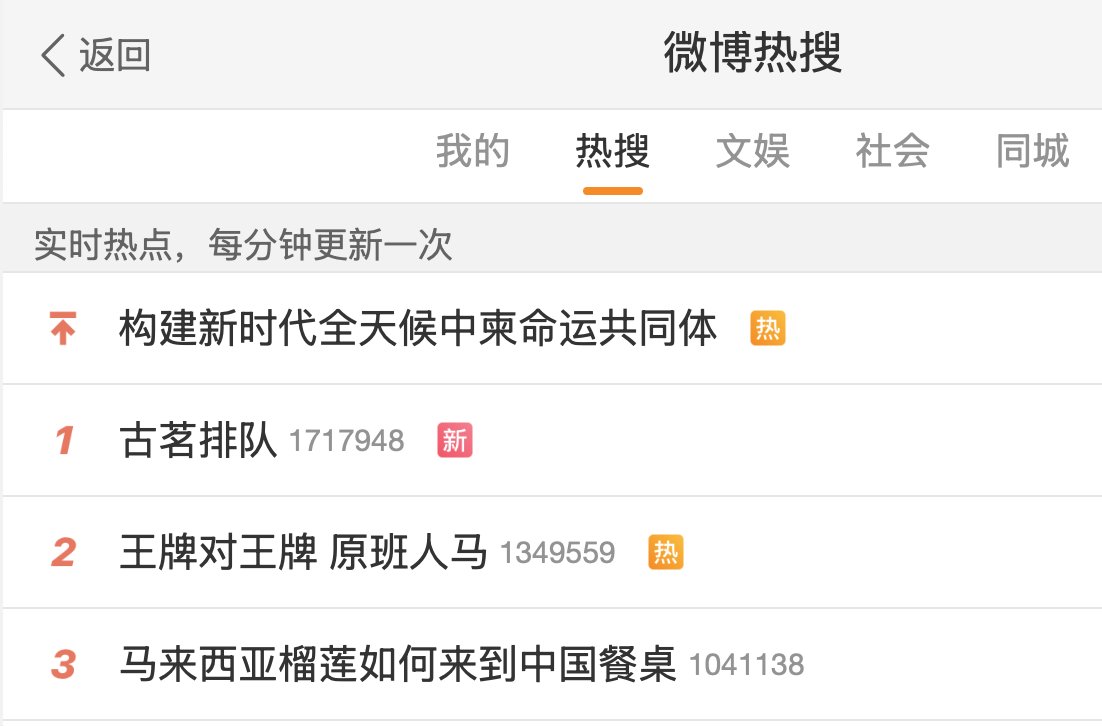 返回
微博热搜
我的 热搜 文娱 社会 同城
实时热点，每分钟更新一次
构建新时代全天候中柬命运共同体 热
1 古茗排队 1717948 新
2 王牌对王牌 原班人马 1349559 热
3 马来西亚榴莲如何来到中国餐桌 1041138